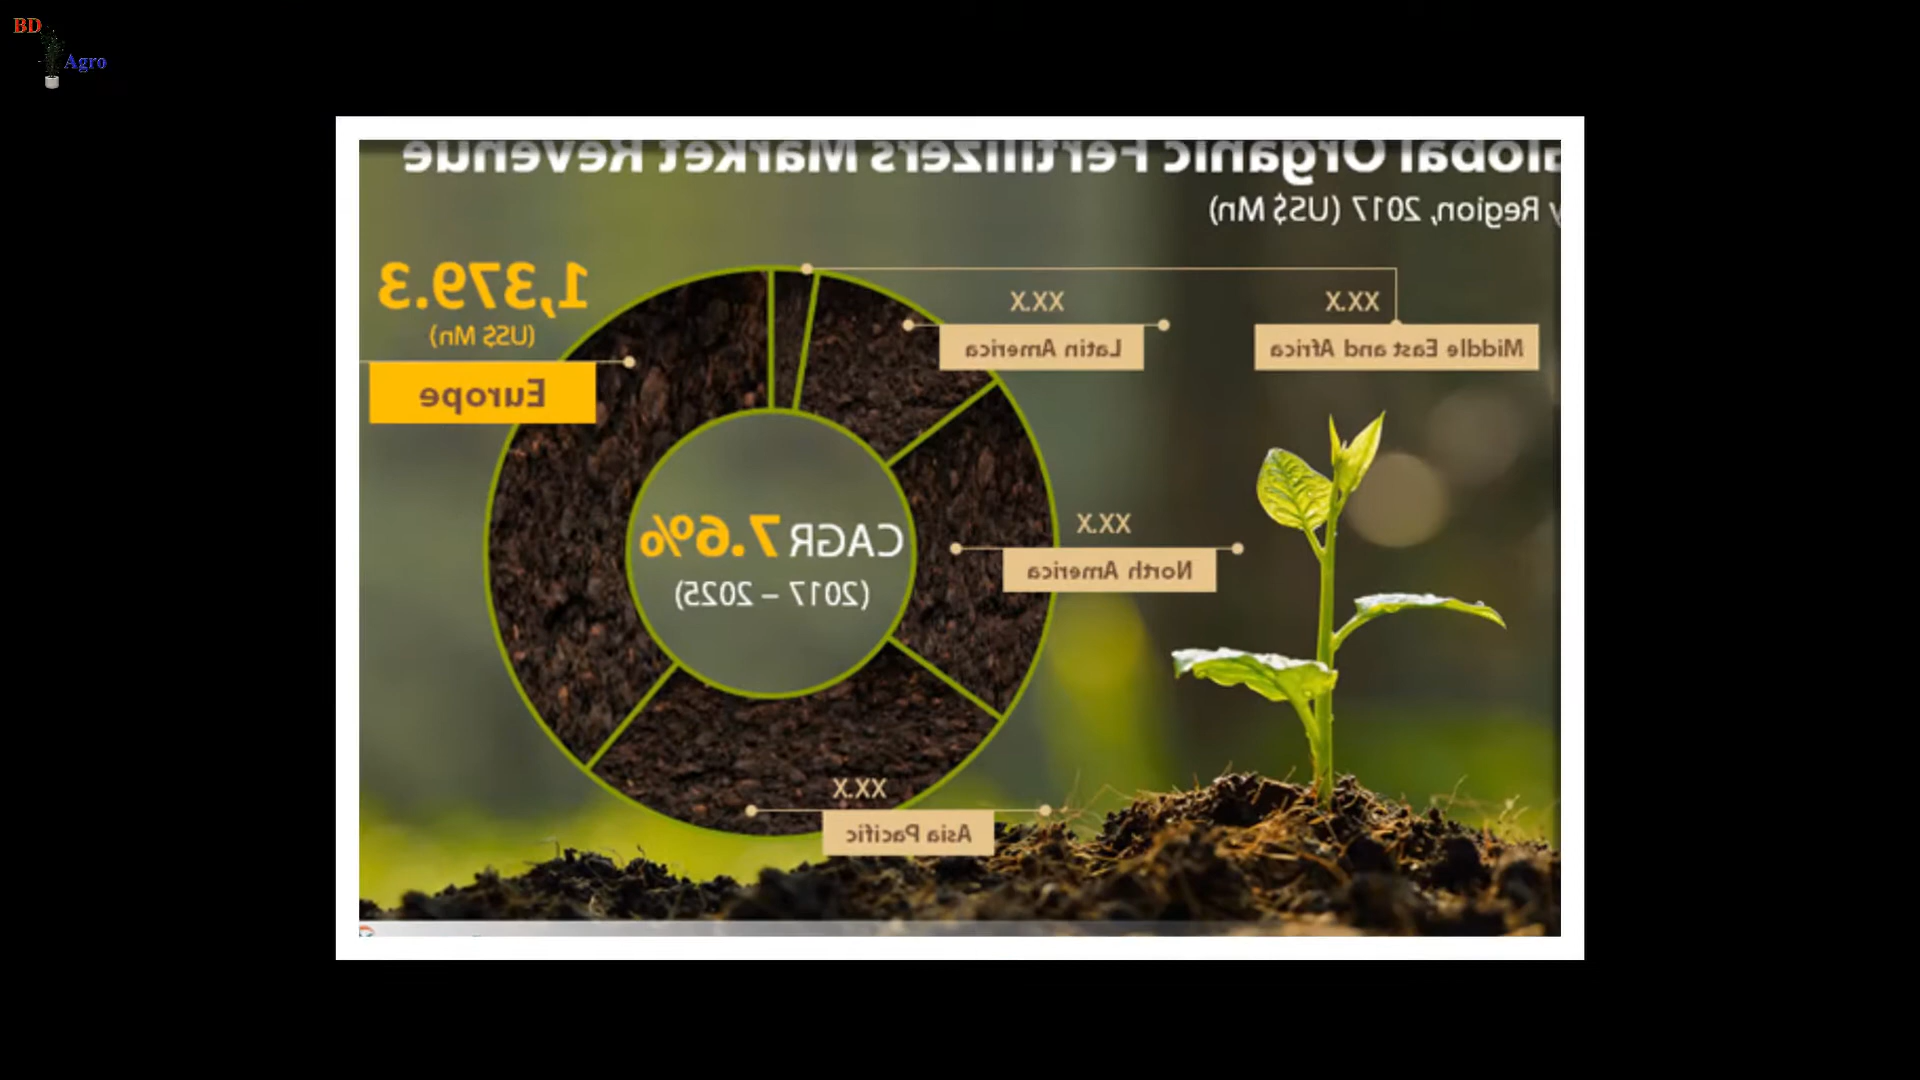 BD
Agro
lobal Organic Fertilizers Market Revenue
y Region, 2017 (US$ Mn)
1,379.3
(US$ Mn)
Europe
XX.X
Latin America
XX.X
Middle East and Africa
CAGR 7.6%
(2017 – 2025)
XX.X
North America
XX.X
Asia Pacific